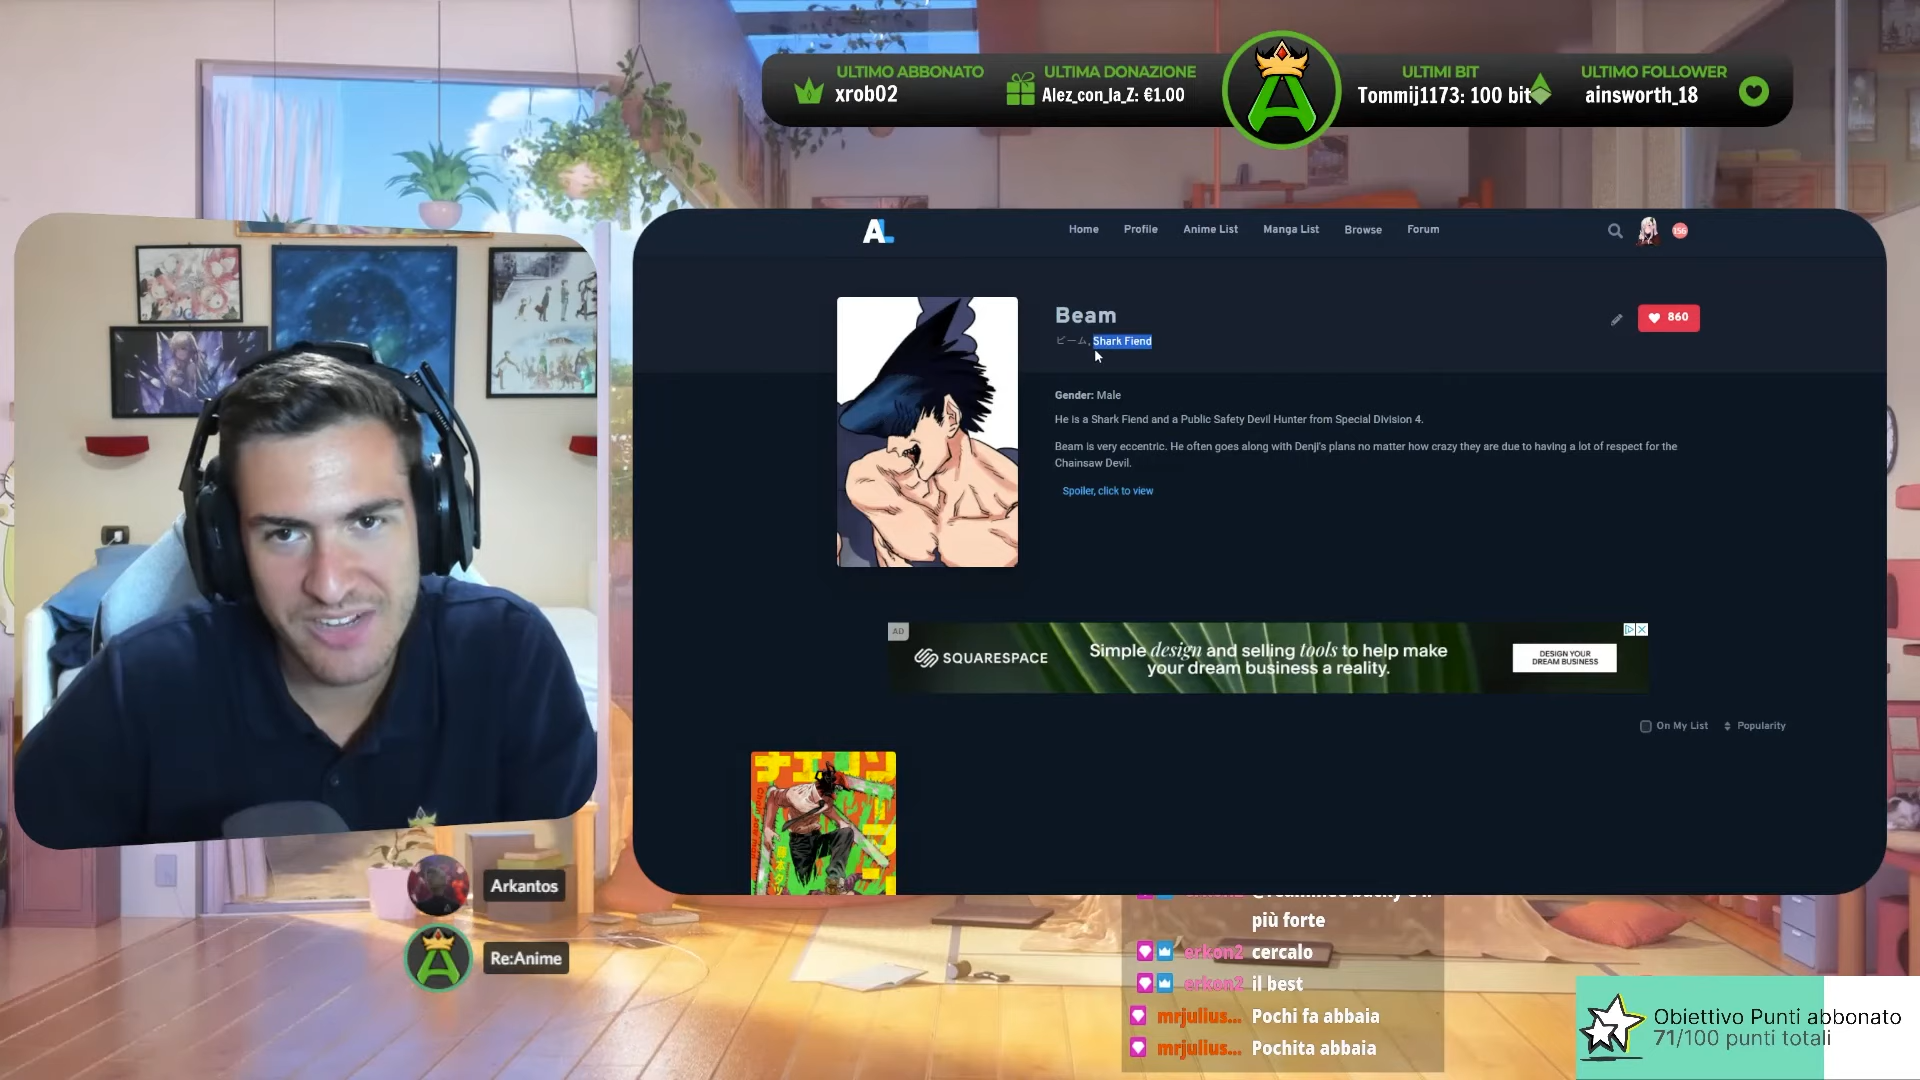 ULTIMO ABBONATO
xrob02
ULTIMA DONAZIONE
Alez_con_la_Z: €1.00
ULTIMI BIT
Tommij1173: 100 bit
ULTIMO FOLLOWER
ainsworth_18
AL
Home Profile Anime List Manga List Browse Forum
156
Beam
ビーム, Shark Fiend
860
Gender: Male
He is a Shark Fiend and a Public Safety Devil Hunter from Special Division 4.
Beam is very eccentric. He often goes along with Denji's plans no matter how crazy they are due to having a lot of respect for the
Chainsaw Devil.
Spoiler, click to view
AD
SQUARESPACE
Simple design and selling tools to help make
your dream business a reality.
DESIGN YOUR
DREAM BUSINESS
On My List Popularity
Arkantos
Re:Anime
più forte
erkon2 cercalo
erkon2 il best
mrjulius... Pochi fa abbaia
mrjulius... Pochita abbaia
Obiettivo Punti abbonato
71/100 punti totali